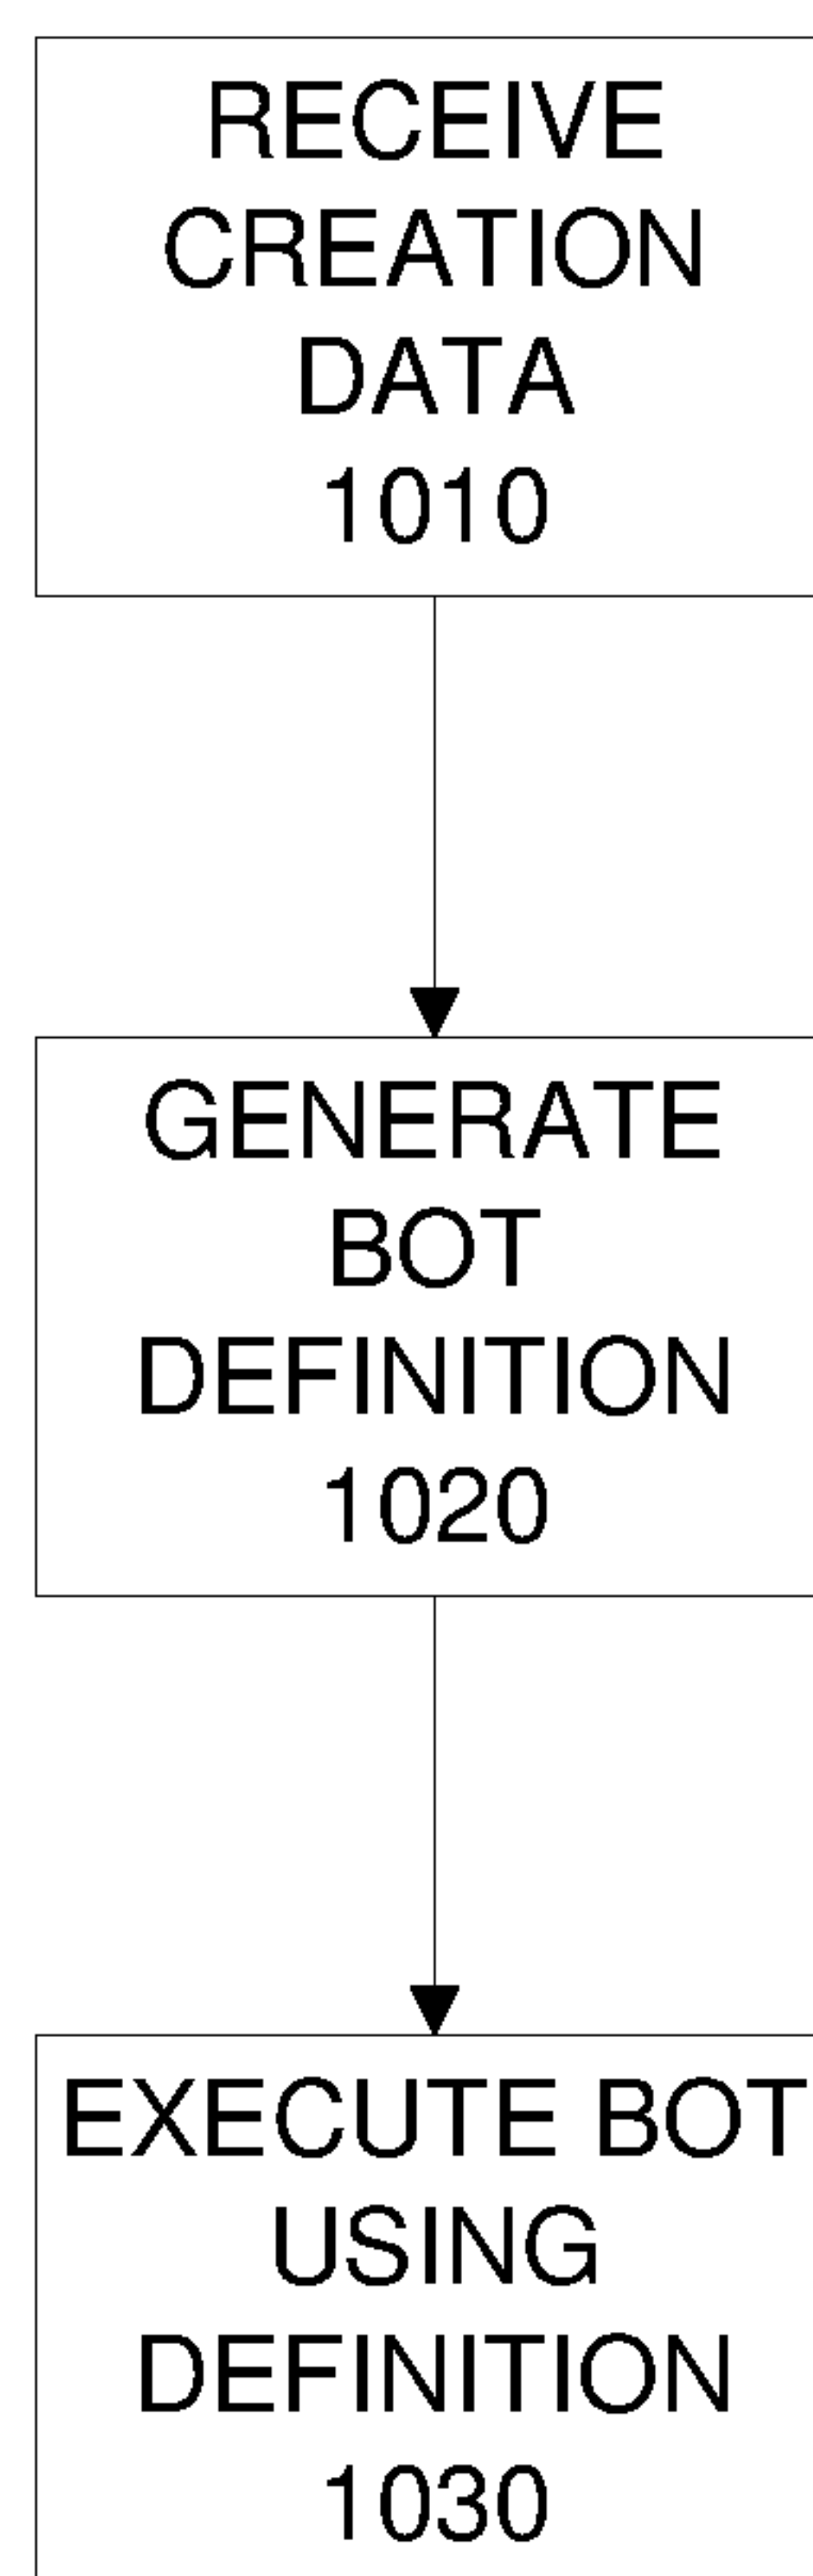 RECEIVE
CREATION
DATA
1010
GENERATE
BOT
DEFINITION
1020
EXECUTE BOT
USING
DEFINITION
1030